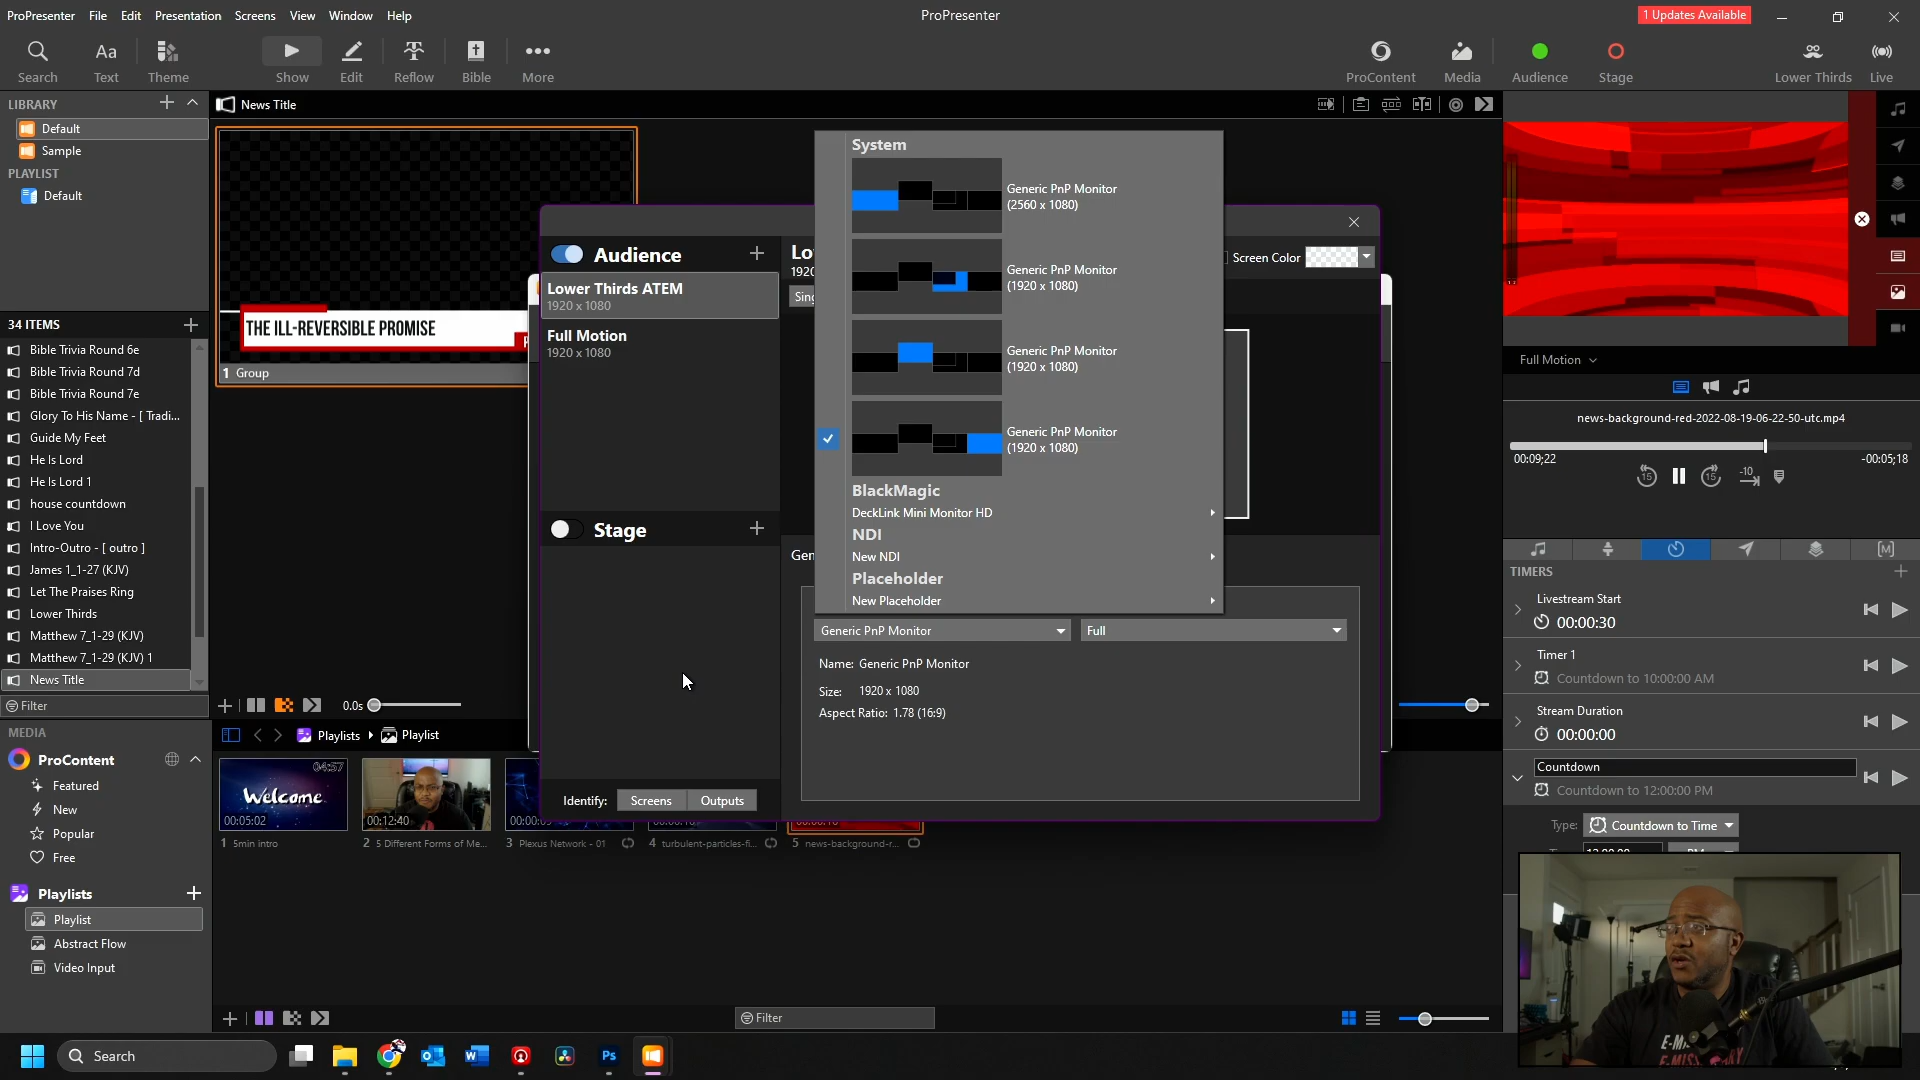 ProPresenter File Edit Presentation Screens View Window Help
ProPresenter
1 Updates Available
Search Text Theme Show Edit Reflow Bible More
ProContent Media Audience Stage Lower Thirds Live
LIBRARY
Default
Sample
PLAYLIST
Default
34 ITEMS
Bible Trivia Round 6e
Bible Trivia Round 7d
Bible Trivia Round 7e
Glory To His Name - [ Tradi...
Guide My Feet
He Is Lord
He Is Lord 1
house countdown
I Love You
Intro-Outro - [ outro ]
James 1_1-27 (KJV)
Let The Praises Ring
Lower Thirds
Matthew 7_1-29 (KJV)
Matthew 7_1-29 (KJV) 1
News Title
Filter
News Title
THE ILL-REVERSIBLE PROMISE
1 Group
0.0s
Audience
Lower Thirds ATEM
1920 x 1080
Full Motion
1920 x 1080
Stage
Identify: Screens Outputs
Lo
192
Sing
Screen Color
Gen
System
Generic PnP Monitor
(2560 x 1080)
Generic PnP Monitor
(1920 x 1080)
Generic PnP Monitor
(1920 x 1080)
Generic PnP Monitor
(1920 x 1080)
BlackMagic
DeckLink Mini Monitor HD
NDI
New NDI
Placeholder
New Placeholder
Generic PnP Monitor Full
Name: Generic PnP Monitor
Size: 1920 x 1080
Aspect Ratio: 1.78 (16:9)
Full Motion
news-background-red-2022-08-19-06-22-50-utc.mp4
00:09;22 -00:05;18
15 15 -10
TIMERS
Livestream Start
00:00:30
Timer 1
Countdown to 10:00:00 AM
Stream Duration
00:00:00
Countdown
Countdown to 12:00:00 PM
Type: Countdown to Time
MEDIA
ProContent
Featured
New
Popular
Free
Playlists
Playlist
Abstract Flow
Video Input
Playlists Playlist
04:57
Welcome
00:05:02
1 5min intro
00:12:40
2 5 Different Forms of Me...
3 Plexus Network - 01
4 turbulent-particles-fi...
5 news-background-r...
Filter
Search